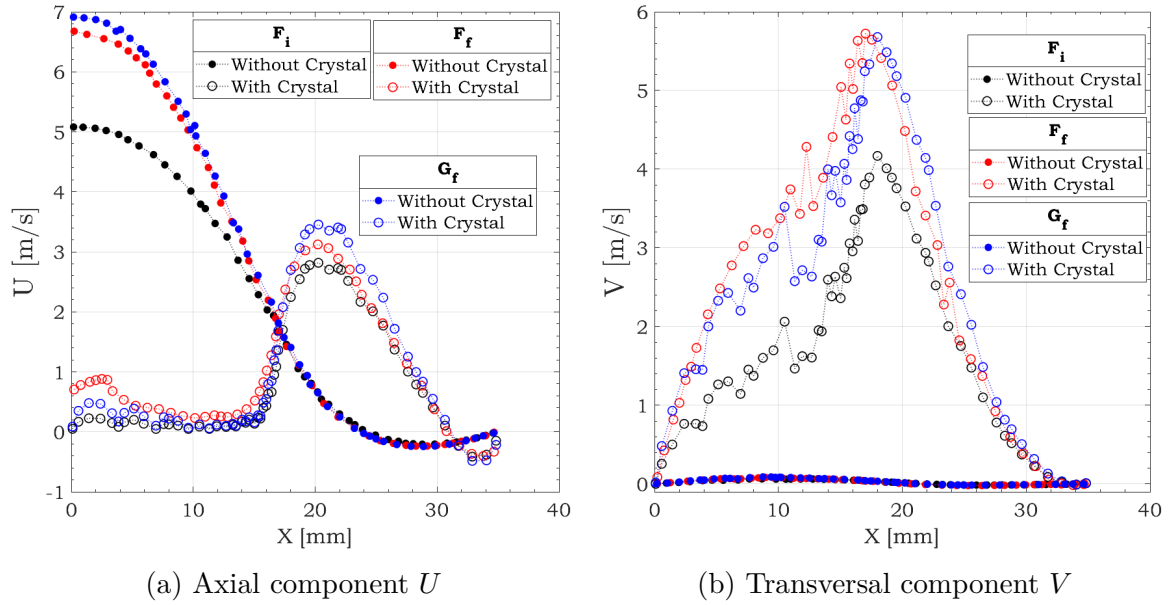 7
6
5
4
3
2
1
0
-1
0
10
20
30
40
U [m/s]
X [mm]
F_i
Without Crystal
With Crystal
F_f
Without Crystal
With Crystal
G_f
Without Crystal
With Crystal
(a) Axial component U
6
5
4
3
2
1
0
0
10
20
30
40
V [m/s]
X [mm]
F_i
Without Crystal
With Crystal
F_f
Without Crystal
With Crystal
G_f
Without Crystal
With Crystal
(b) Transversal component V